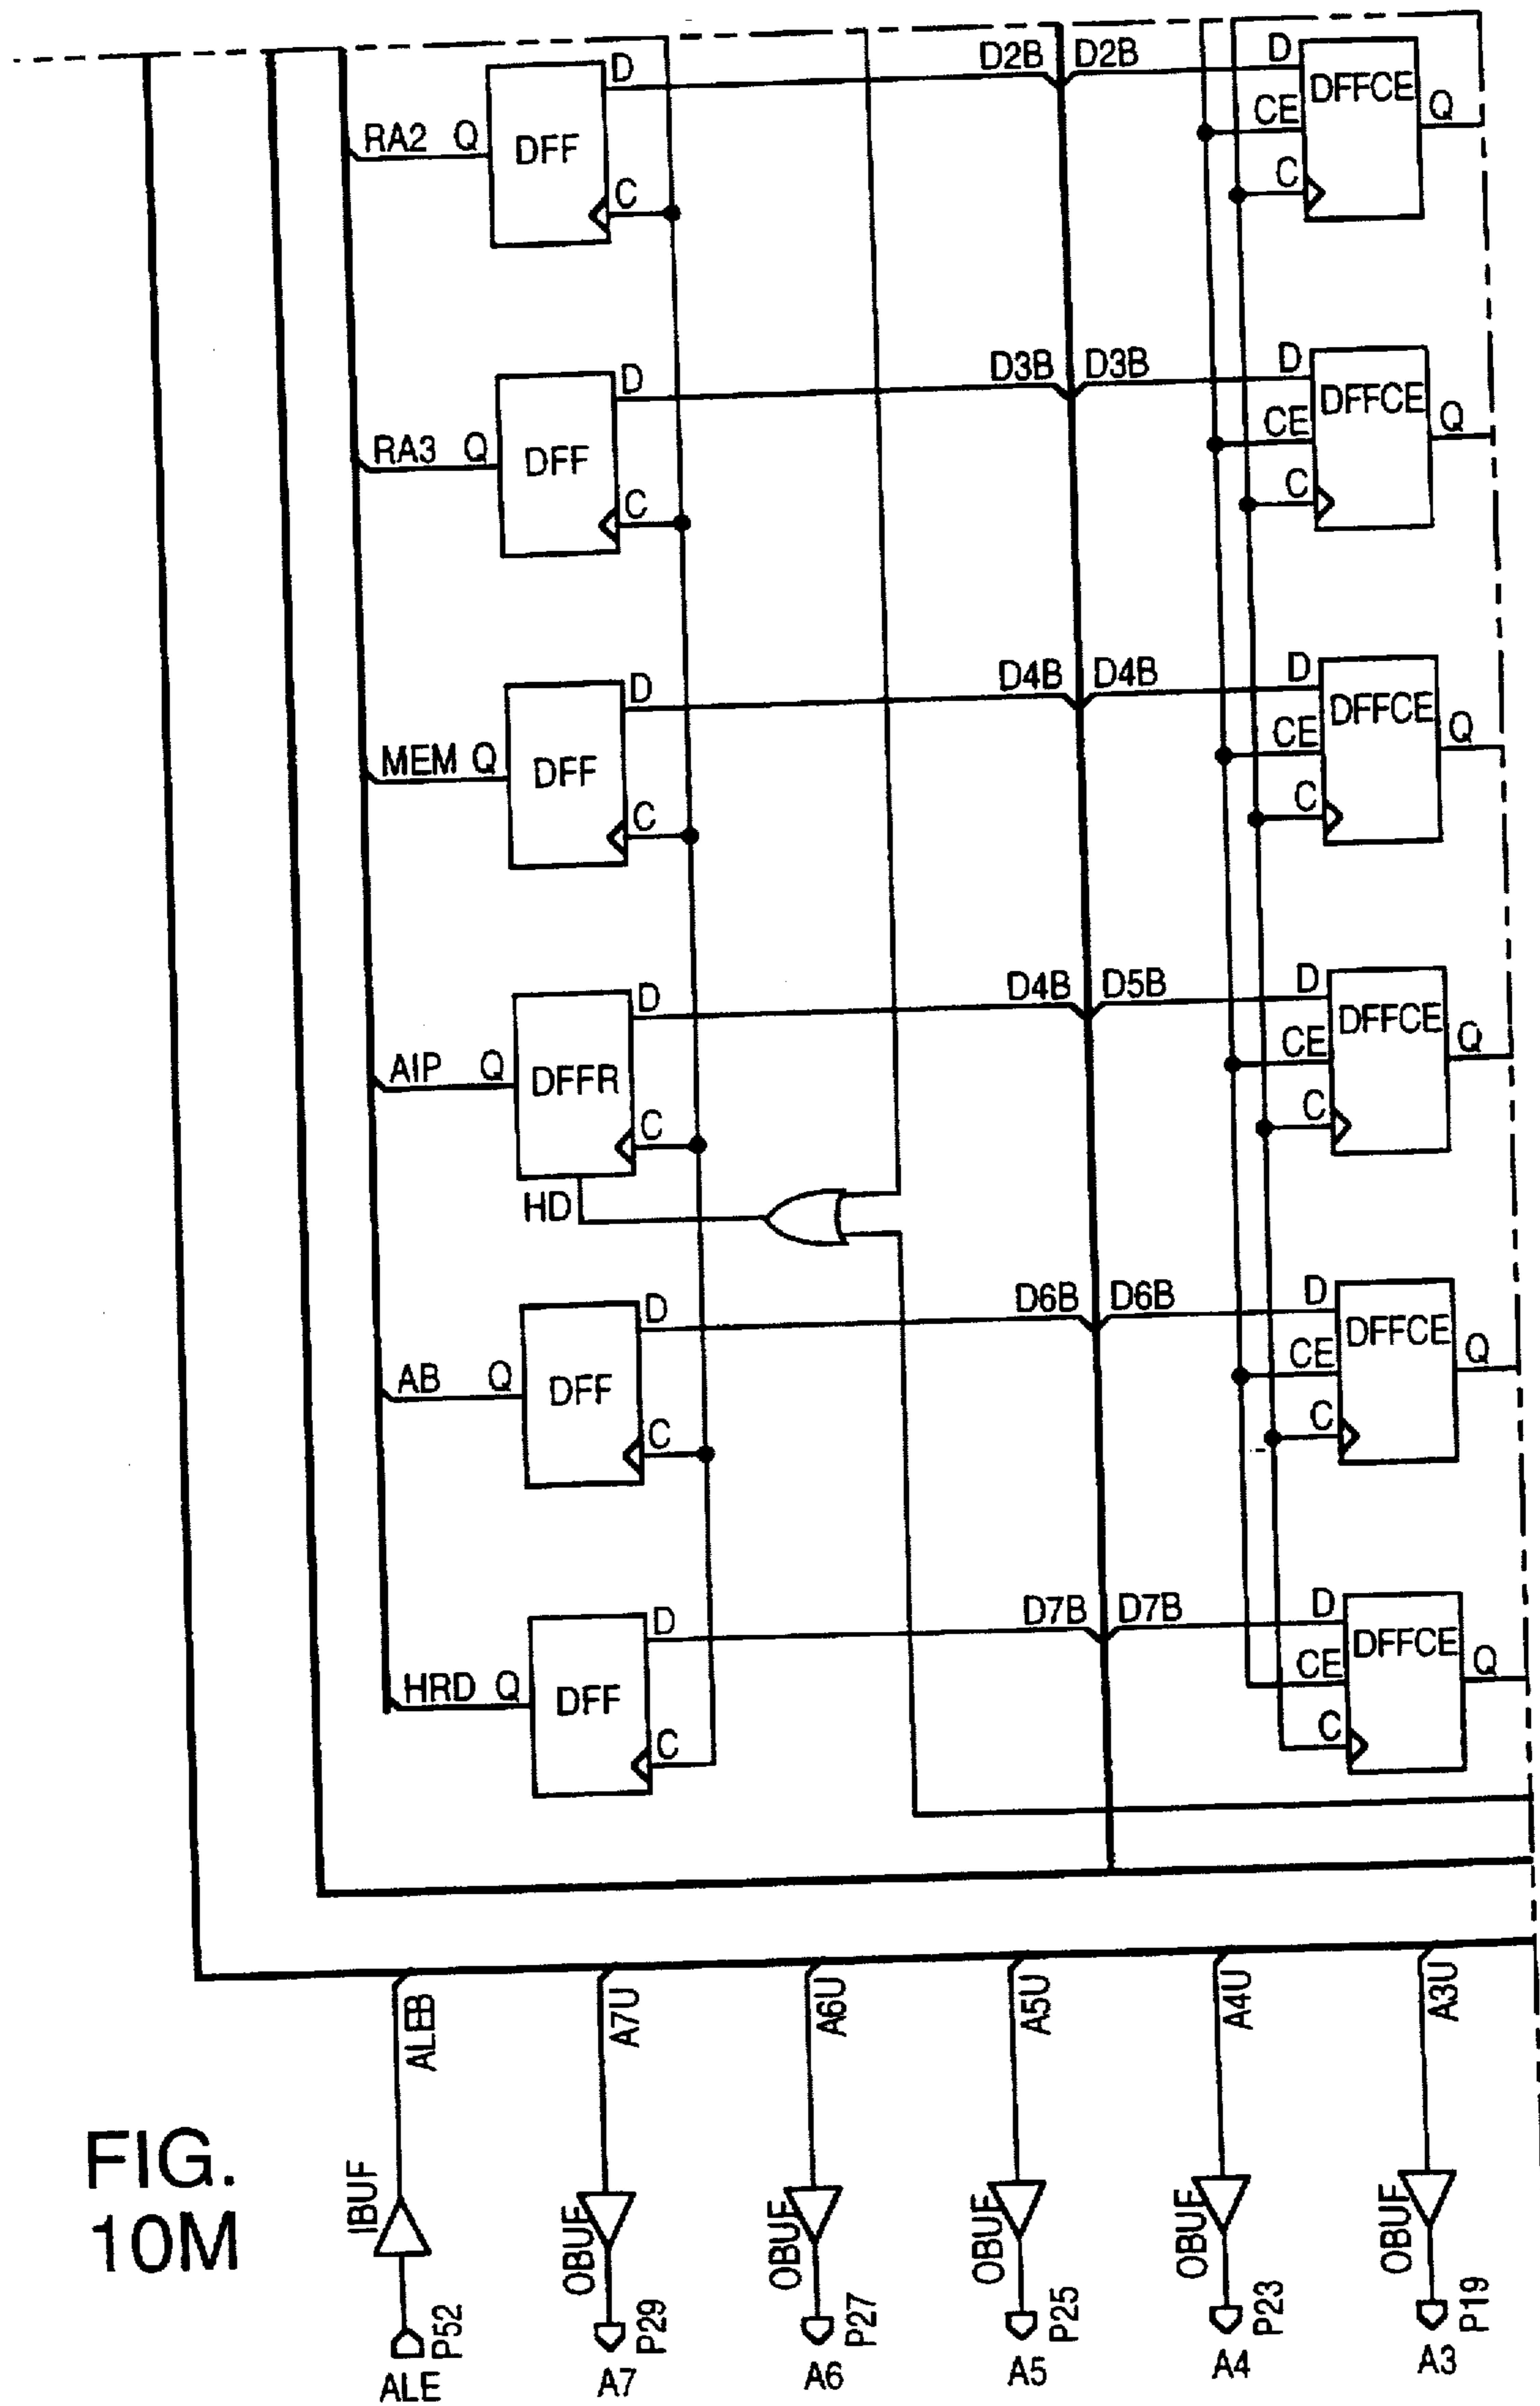 D D2B D2B D
RA2 Q DFF DFFCE CE Q
C C
D D3B D3B D
RA3 Q DFF DFFCE CE Q
C C
D D4B D4B D
MEM Q DFF DFFCE CE Q
C C
D D4B D5B D
AIP Q DFFR DFFCE CE Q
C C
HD
D D6B D6B D
AB Q DFF DFFCE CE Q
C C
D D7B D7B D
HRD Q DFF DFFCE CE Q
C C
ALEB A7U A6U A5U A4U A3U
FIG.
10M
IBUF OBUF OBUF OBUF OBUF OBUF
P52 P29 P27 P25 P23 P19
ALE A7 A6 A5 A4 A3